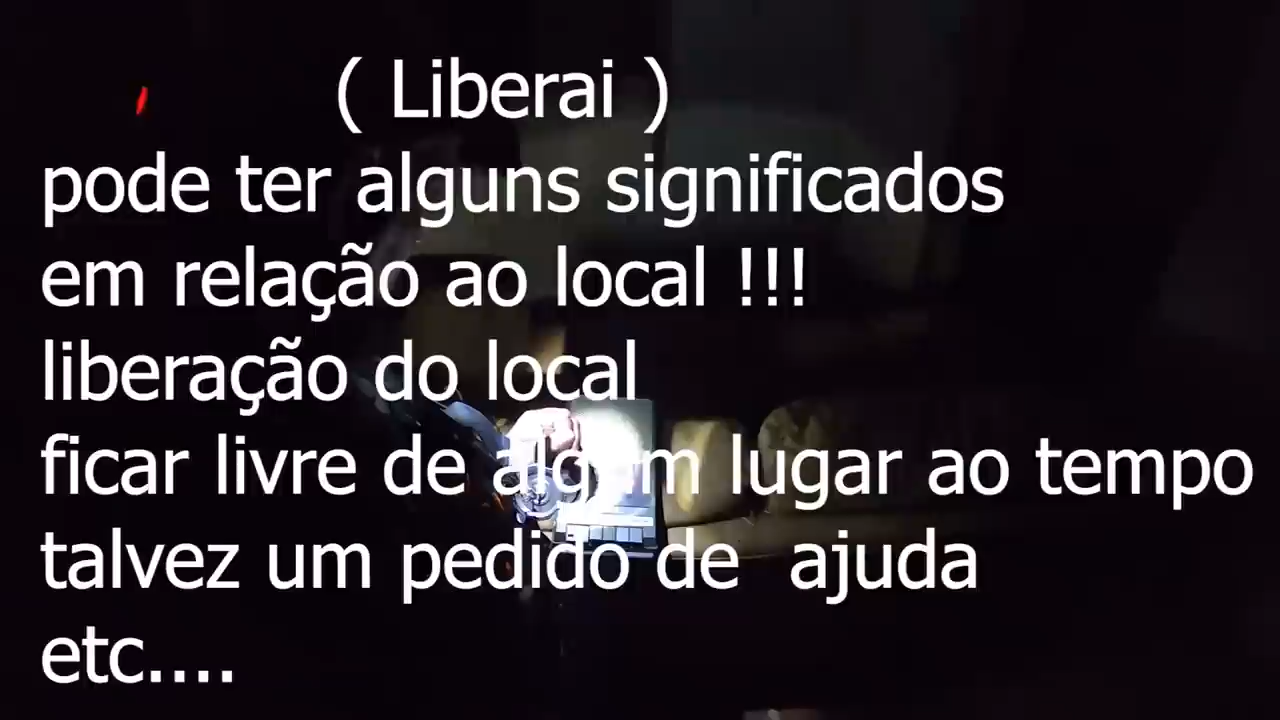 ( Liberai )
pode ter alguns significados
em relação ao local !!!
liberação do local
ficar livre de algum lugar ao tempo
talvez um pedido de ajuda
etc....